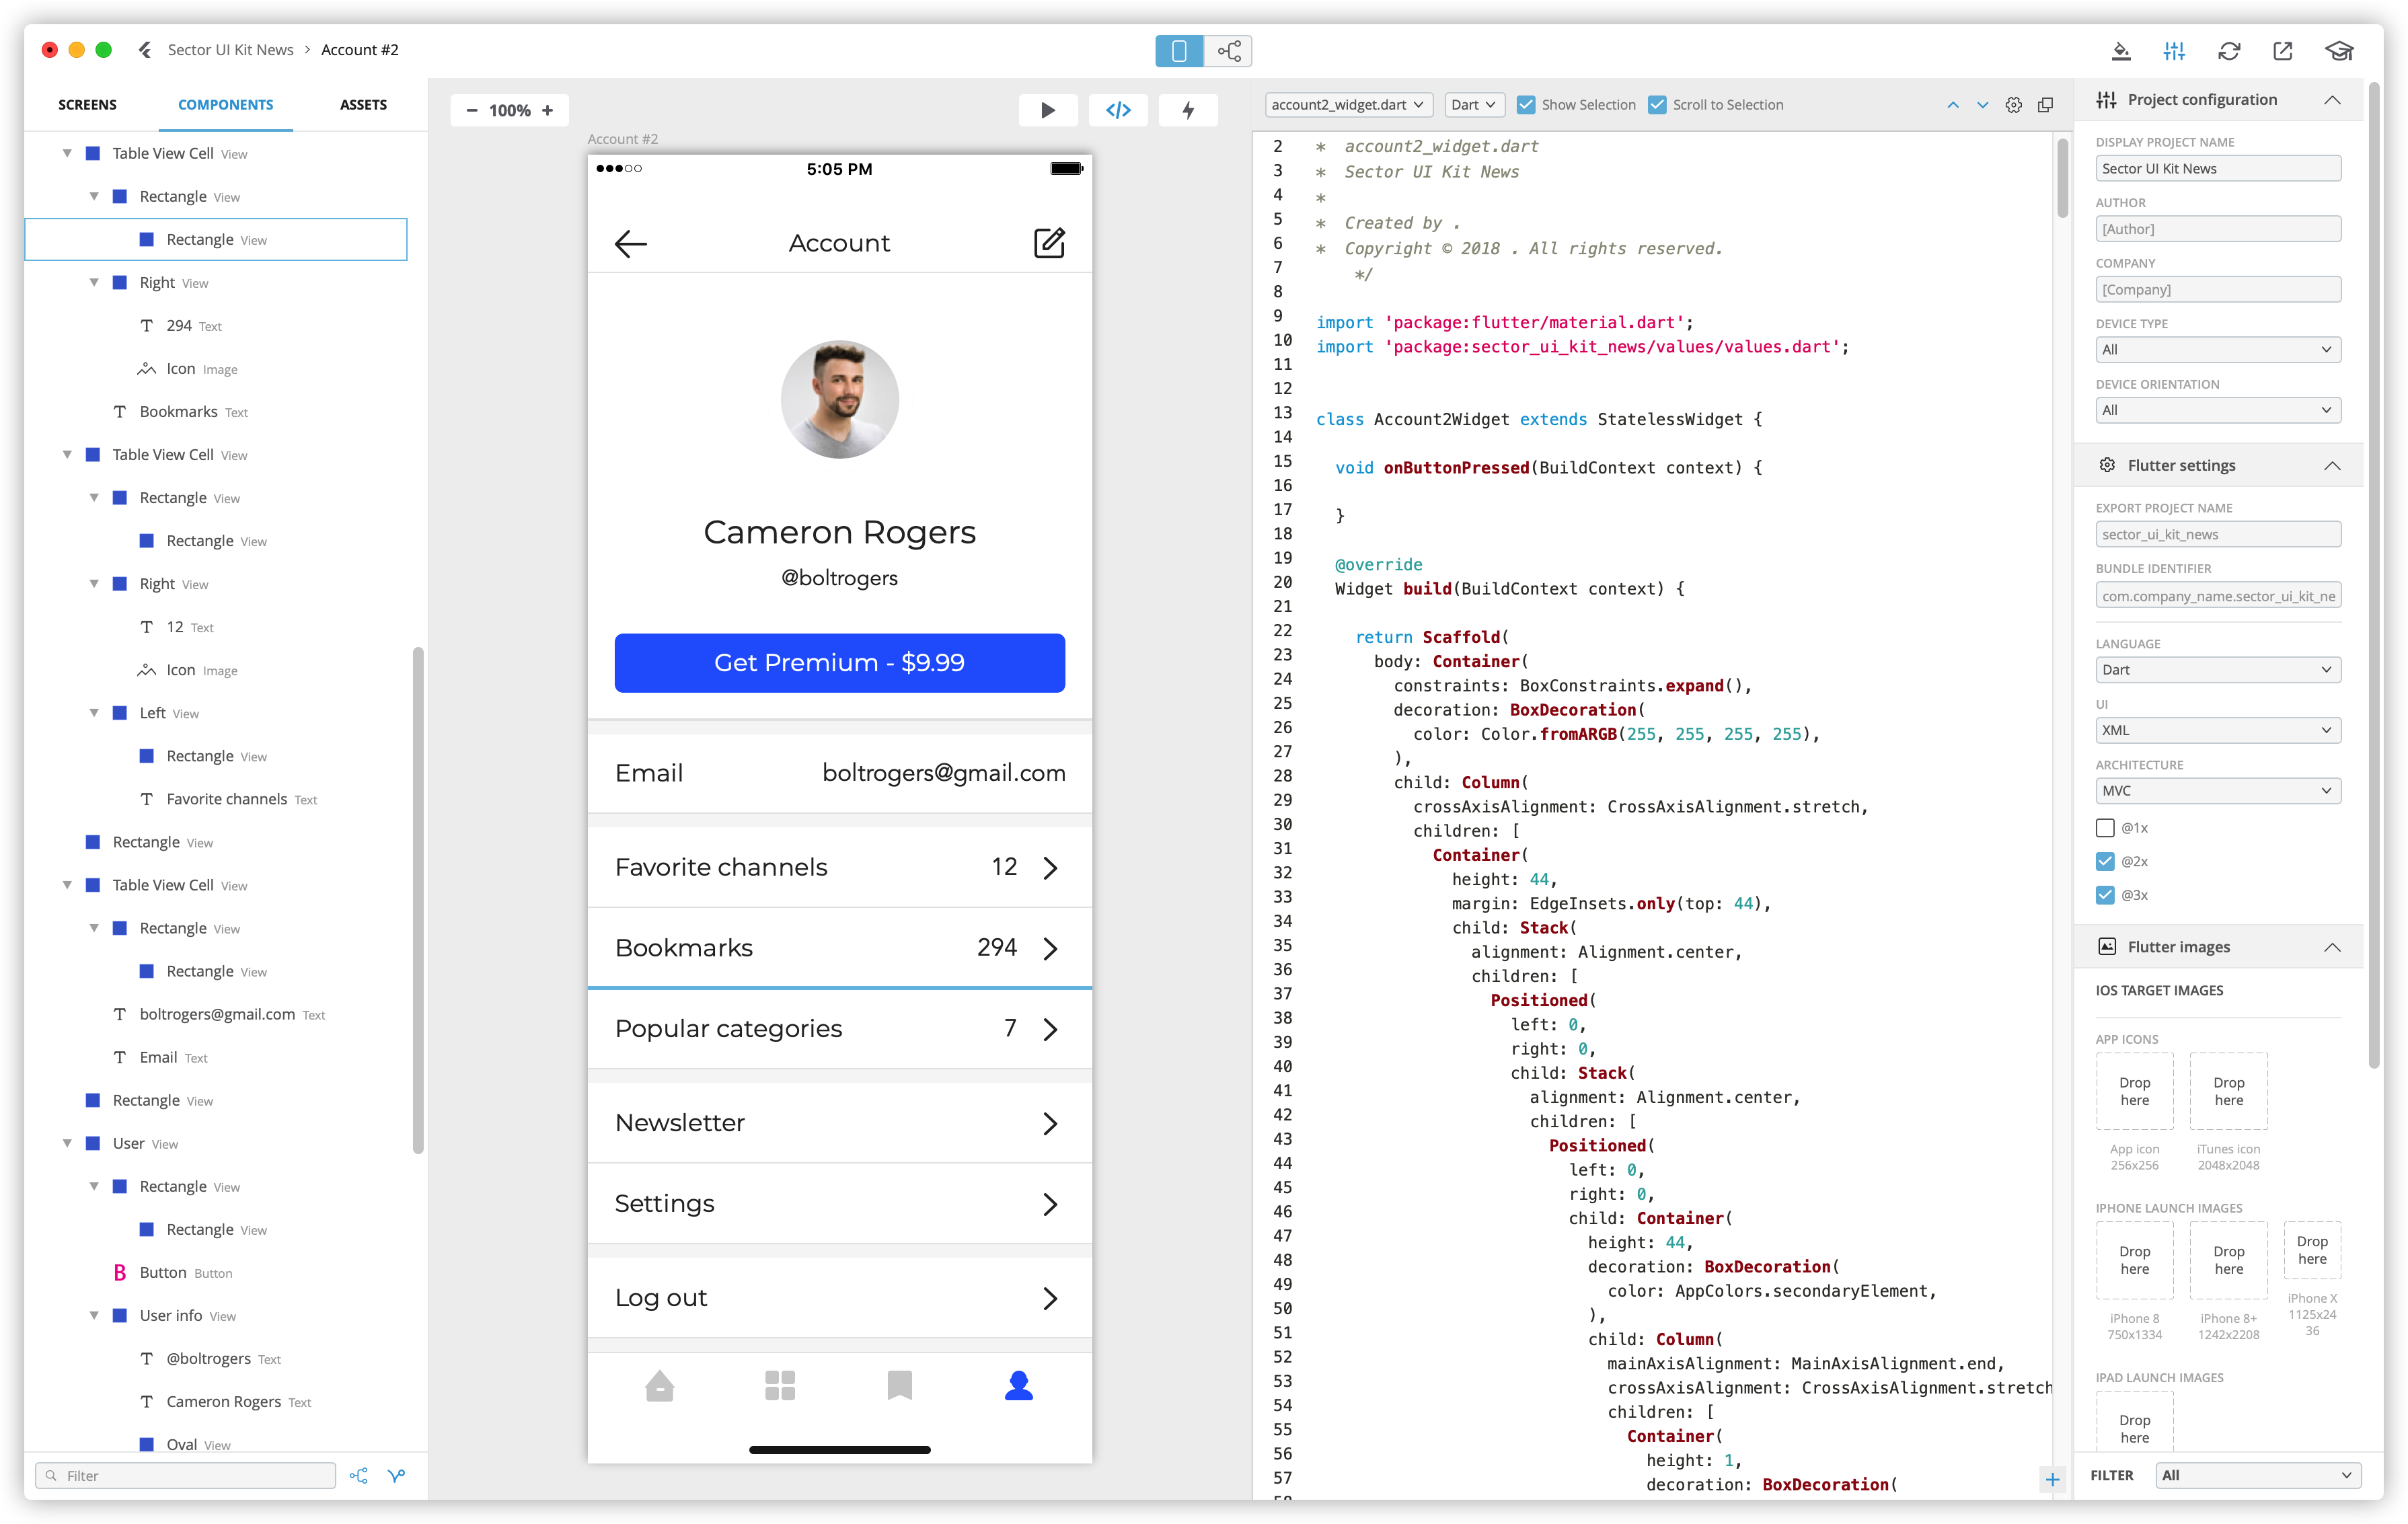 Sector UI Kit News > Account #2
SCREENS COMPONENTS ASSETS
Table View Cell View
Rectangle View
Rectangle View
Right View
294 Text
Icon Image
Bookmarks Text
Table View Cell View
Rectangle View
Rectangle View
Right View
12 Text
Icon Image
Left View
Rectangle View
Favorite channels Text
Rectangle View
Table View Cell View
Rectangle View
Rectangle View
boltrogers@gmail.com Text
Email Text
Rectangle View
User View
Rectangle View
Rectangle View
Button Button
User info View
@boltrogers Text
Cameron Rogers Text
Oval View
Filter
− 100% +
Account #2
5:05 PM
Account
Cameron Rogers
@boltrogers
Get Premium - $9.99
Email boltrogers@gmail.com
Favorite channels 12
Bookmarks 294
Popular categories 7
Newsletter
Settings
Log out
account2_widget.dart Dart Show Selection Scroll to Selection
2 * account2_widget.dart
3 * Sector UI Kit News
4 *
5 * Created by .
6 * Copyright © 2018 . All rights reserved.
7 */
8
9 import 'package:flutter/material.dart';
10 import 'package:sector_ui_kit_news/values/values.dart';
11
12
13 class Account2Widget extends StatelessWidget {
14
15 void onButtonPressed(BuildContext context) {
16
17 }
18
19 @override
20 Widget build(BuildContext context) {
21
22 return Scaffold(
23 body: Container(
24 constraints: BoxConstraints.expand(),
25 decoration: BoxDecoration(
26 color: Color.fromARGB(255, 255, 255, 255),
27 ),
28 child: Column(
29 crossAxisAlignment: CrossAxisAlignment.stretch,
30 children: [
31 Container(
32 height: 44,
33 margin: EdgeInsets.only(top: 44),
34 child: Stack(
35 alignment: Alignment.center,
36 children: [
37 Positioned(
38 left: 0,
39 right: 0,
40 child: Stack(
41 alignment: Alignment.center,
42 children: [
43 Positioned(
44 left: 0,
45 right: 0,
46 child: Container(
47 height: 44,
48 decoration: BoxDecoration(
49 color: AppColors.secondaryElement,
50 ),
51 child: Column(
52 mainAxisAlignment: MainAxisAlignment.end,
53 crossAxisAlignment: CrossAxisAlignment.stretch
54 children: [
55 Container(
56 height: 1,
57 decoration: BoxDecoration(
Project configuration
DISPLAY PROJECT NAME
Sector UI Kit News
AUTHOR
[Author]
COMPANY
[Company]
DEVICE TYPE
All
DEVICE ORIENTATION
All
Flutter settings
EXPORT PROJECT NAME
sector_ui_kit_news
BUNDLE IDENTIFIER
com.company_name.sector_ui_kit_ne
LANGUAGE
Dart
UI
XML
ARCHITECTURE
MVC
@1x
@2x
@3x
Flutter images
IOS TARGET IMAGES
APP ICONS
Drop here Drop here
App icon 256x256 iTunes icon 2048x2048
IPHONE LAUNCH IMAGES
Drop here Drop here Drop here
iPhone 8 750x1334 iPhone 8+ 1242x2208 iPhone X 1125x2436
IPAD LAUNCH IMAGES
Drop here
FILTER All